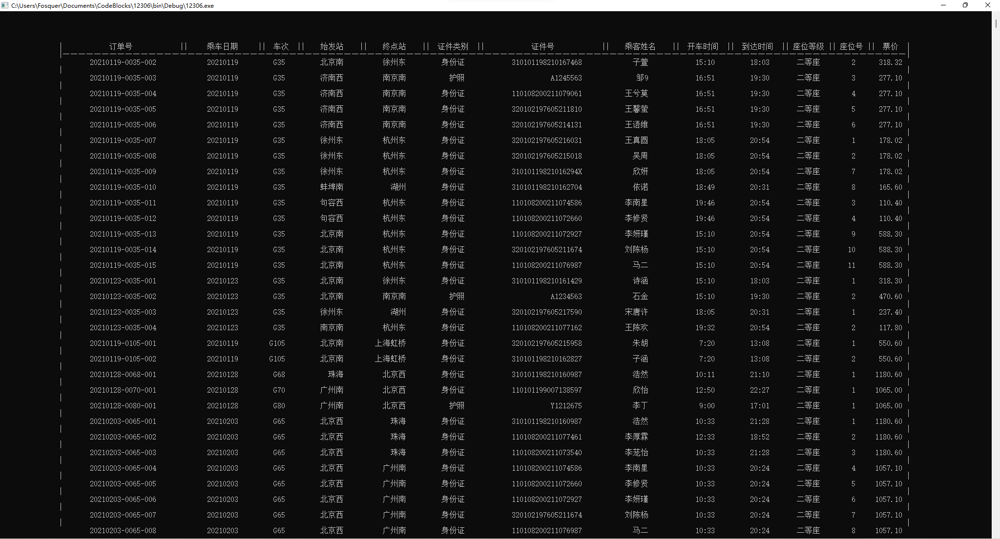 C:\Users\Fosquer\Documents\CodeBlocks\12306\bin\Debug\12306.exe
订单号 || 乘车日期 || 车次 || 始发站 || 终点站 || 证件类别 || 证件号 || 乘客姓名 || 开车时间 || 到达时间 || 座位等级 || 座位号 || 票价
20210119-0035-002 20210119 G35 北京南 徐州东 身份证 310101198210167468 子萱 15:10 18:03 二等座 2 318.32
20210119-0035-003 20210119 G35 济南西 南京南 护照 A1245563 邹9 16:51 19:30 二等座 3 277.10
20210119-0035-004 20210119 G35 济南西 南京南 身份证 110108200211079061 王兮莫 16:51 19:30 二等座 4 277.10
20210119-0035-005 20210119 G35 济南西 南京南 身份证 320102197605211810 王馨萤 16:51 19:30 二等座 5 277.10
20210119-0035-006 20210119 G35 济南西 南京南 身份证 320102197605214131 王语维 16:51 19:30 二等座 6 277.10
20210119-0035-007 20210119 G35 徐州东 杭州东 身份证 320102197605216031 王真圆 18:05 20:54 二等座 1 178.02
20210119-0035-008 20210119 G35 徐州东 杭州东 身份证 320102197605215018 吴周 18:05 20:54 二等座 2 178.02
20210119-0035-009 20210119 G35 徐州东 杭州东 身份证 31010119821016294X 欣妍 18:05 20:54 二等座 7 178.02
20210119-0035-010 20210119 G35 蚌埠南 湖州 身份证 310101198210162704 依诺 18:49 20:31 二等座 8 165.60
20210119-0035-011 20210119 G35 句容西 杭州东 身份证 110108200211074586 李南星 19:46 20:54 二等座 3 110.40
20210119-0035-012 20210119 G35 句容西 杭州东 身份证 110108200211072660 李修贤 19:46 20:54 二等座 4 110.40
20210119-0035-013 20210119 G35 北京南 杭州东 身份证 110108200211072927 李妍瑾 15:10 20:54 二等座 9 588.30
20210119-0035-014 20210119 G35 北京南 杭州东 身份证 320102197605211674 刘陈杨 15:10 20:54 二等座 10 588.30
20210119-0035-015 20210119 G35 北京南 杭州东 身份证 110108200211076987 马二 15:10 20:54 二等座 11 588.30
20210123-0035-001 20210123 G35 北京南 徐州东 身份证 310101198210161429 诗涵 15:10 18:03 二等座 1 318.30
20210123-0035-002 20210123 G35 北京南 南京南 护照 A1234563 石金 15:10 19:30 二等座 2 470.60
20210123-0035-003 20210123 G35 徐州东 湖州 身份证 320102197605217590 宋唐许 18:05 20:31 二等座 1 237.40
20210123-0035-004 20210123 G35 南京南 杭州东 身份证 110108200211077162 王陈欢 19:32 20:54 二等座 2 117.80
20210119-0105-001 20210119 G105 北京南 上海虹桥 身份证 320102197605215958 朱胡 7:20 13:08 二等座 1 550.60
20210119-0105-002 20210119 G105 北京南 上海虹桥 身份证 310101198210162827 子涵 7:20 13:08 二等座 2 550.60
20210128-0068-001 20210128 G68 珠海 北京西 身份证 310101198210160987 浩然 10:11 21:10 二等座 1 1180.60
20210128-0070-001 20210128 G70 广州南 北京西 身份证 110101199007138597 欣怡 12:50 22:27 二等座 1 1065.00
20210128-0080-001 20210128 G80 广州南 北京西 护照 Y1212675 李丁 9:00 17:01 二等座 1 1065.00
20210203-0065-001 20210203 G65 北京西 珠海 身份证 310101198210160987 浩然 10:33 21:28 二等座 1 1180.60
20210203-0065-002 20210203 G65 北京西 珠海 身份证 110108200211077461 李厚霖 12:33 18:52 二等座 2 1180.60
20210203-0065-003 20210203 G65 北京西 珠海 身份证 110108200211073540 李茏怡 10:33 21:28 二等座 3 1180.60
20210203-0065-004 20210203 G65 北京西 广州南 身份证 110108200211074586 李南星 10:33 20:24 二等座 4 1057.10
20210203-0065-005 20210203 G65 北京西 广州南 身份证 110108200211072660 李修贤 10:33 20:24 二等座 5 1057.10
20210203-0065-006 20210203 G65 北京西 广州南 身份证 110108200211072927 李妍瑾 10:33 20:24 二等座 6 1057.10
20210203-0065-007 20210203 G65 北京西 广州南 身份证 320102197605211674 刘陈杨 10:33 20:24 二等座 7 1057.10
20210203-0065-008 20210203 G65 北京西 广州南 身份证 110108200211076987 马二 10:33 20:24 二等座 8 1057.10